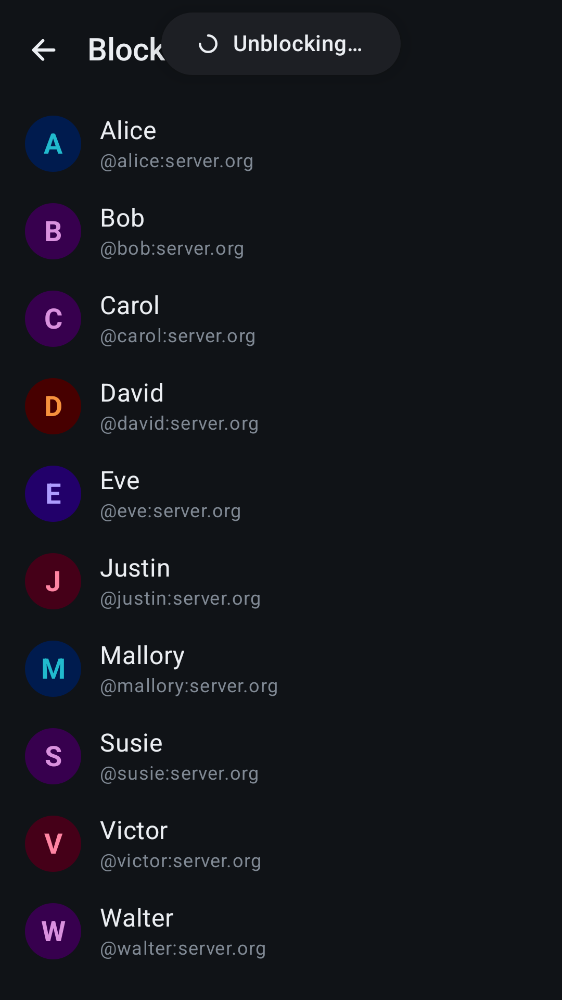 Block
Unblocking...
A
Alice
@alice:server.org
B
Bob
@bob:server.org
C
Carol
@carol:server.org
D
David
@david:server.org
E
Eve
@eve:server.org
J
Justin
@justin:server.org
M
Mallory
@mallory:server.org
S
Susie
@susie:server.org
V
Victor
@victor:server.org
W
Walter
@walter:server.org